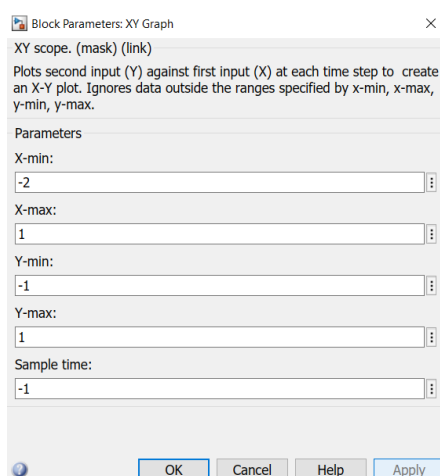 Block Parameters: XY Graph
XY scope. (mask) (link)
Plots second input (Y) against first input (X) at each time step to create
an X-Y plot. Ignores data outside the ranges specified by x-min, x-max,
y-min, y-max.
Parameters
X-min:
-2
X-max:
1
Y-min:
-1
Y-max:
1
Sample time:
-1
OK Cancel Help Apply